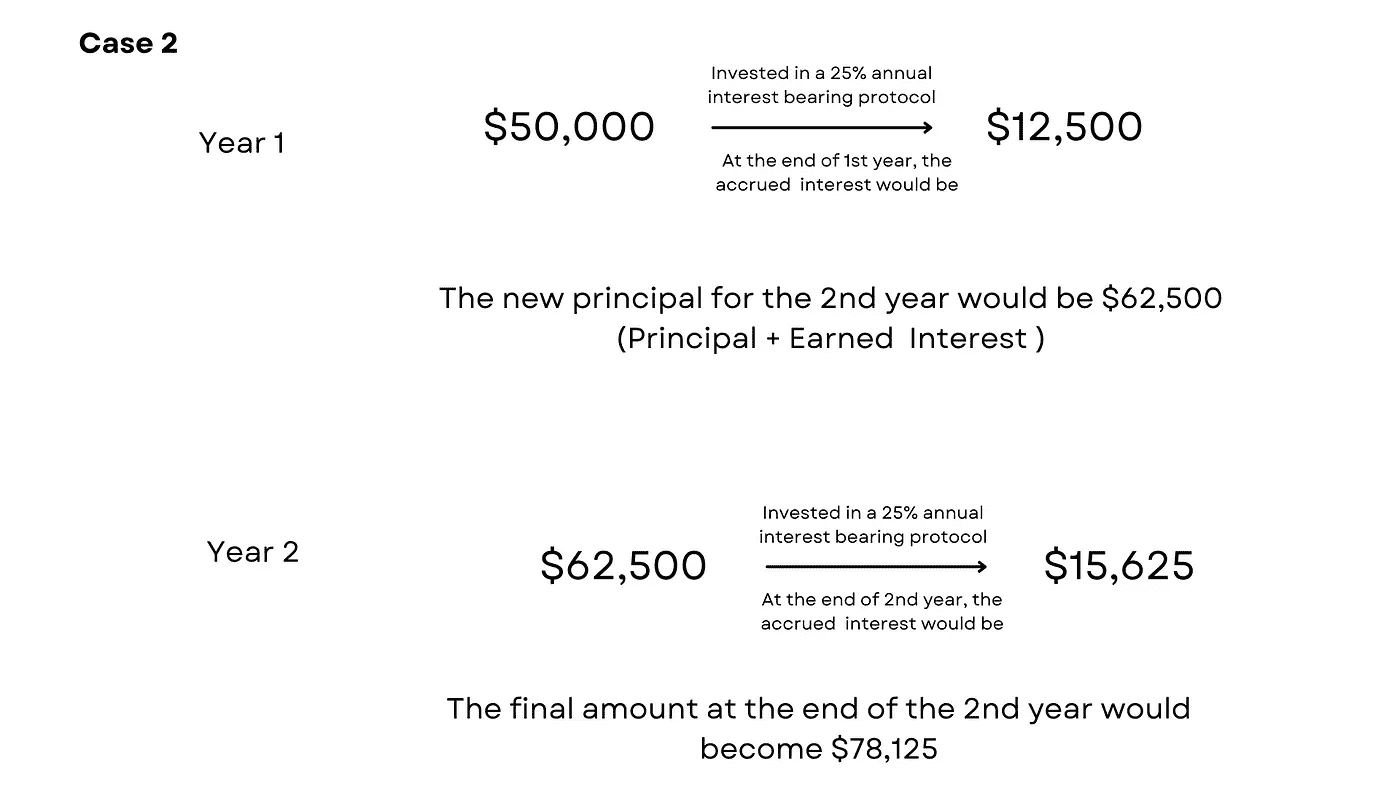 Case 2
Invested in a 25% annual
interest bearing protocol
Year 1
$50,000
$12,500
At the end of 1st year, the
accrued interest would be
The new principal for the 2nd year would be $62,500
(Principal + Earned Interest )
Invested in a 25% annual
interest bearing protocol
Year 2
$62,500
$15,625
At the end of 2nd year, the
accrued interest would be
The final amount at the end of the 2nd year would
become $78,125